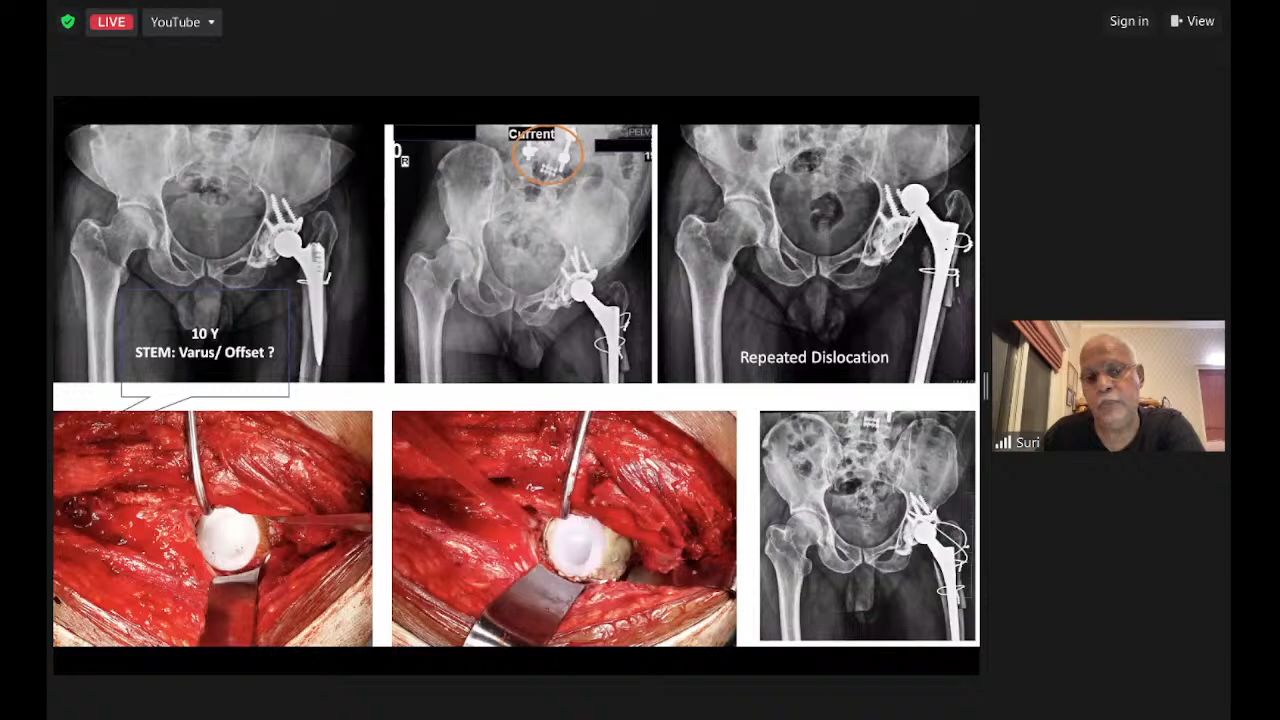 LIVE
YouTube
Sign in
View
Current
R
10 Y
STEM: Varus/ Offset ?
Repeated Dislocation
Suri